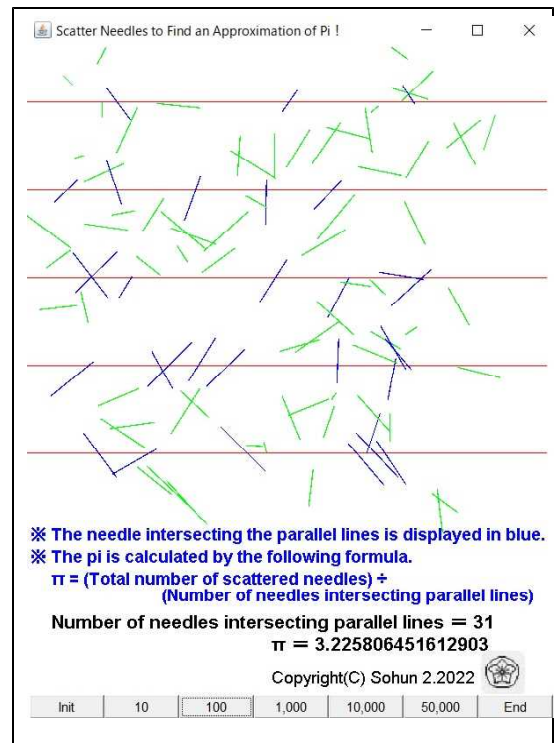 Scatter Needles to Find an Approximation of Pi !
※ The needle intersecting the parallel lines is displayed in blue.
※ The pi is calculated by the following formula.
π = (Total number of scattered needles) ÷
(Number of needles intersecting parallel lines)
Number of needles intersecting parallel lines = 31
π = 3.225806451612903
Copyright(C) Sohun 2.2022
Init 10 100 1,000 10,000 50,000 End